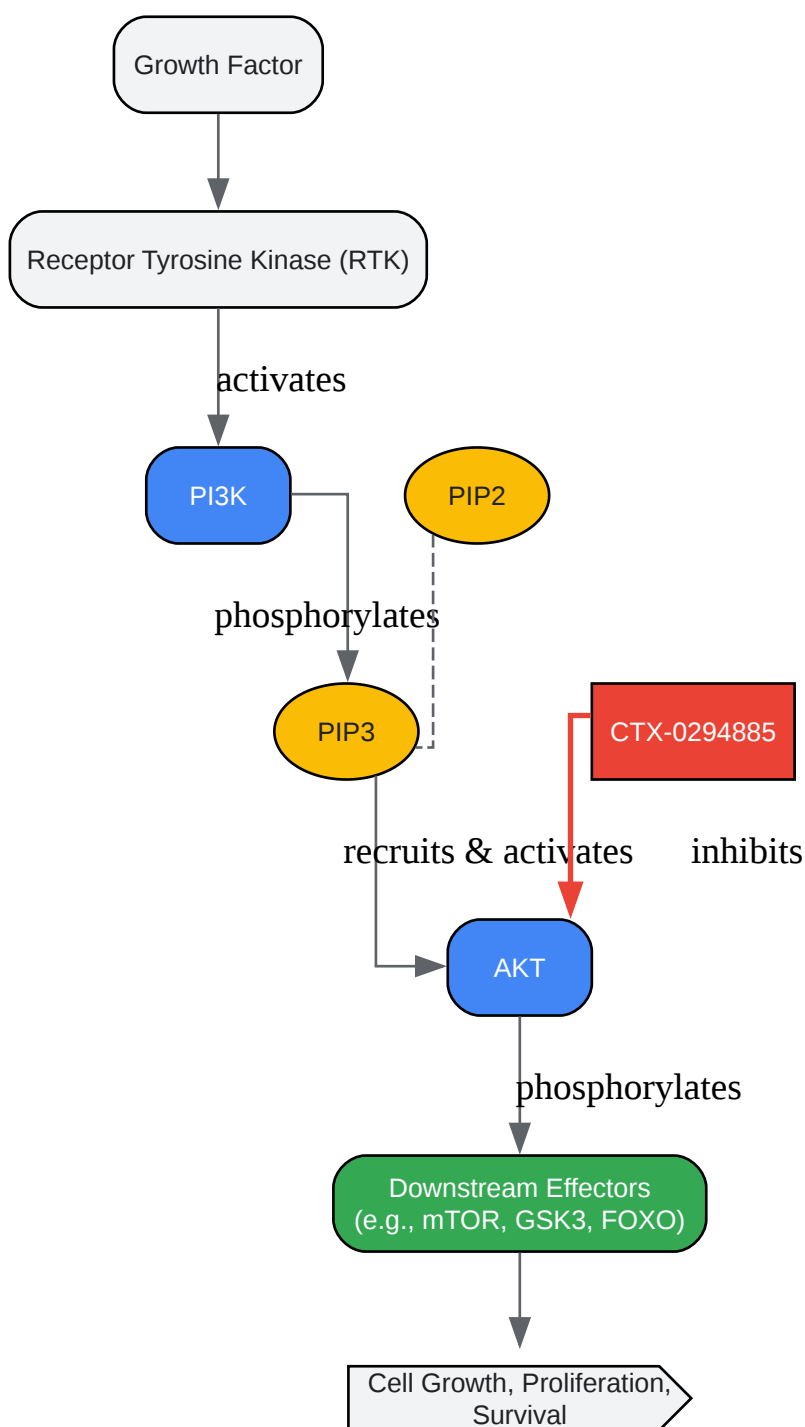 Growth Factor
Receptor Tyrosine Kinase (RTK)
activates
PI3K
PIP2
phosphorylates
PIP3
CTX-0294885
recruits & activates
inhibits
AKT
phosphorylates
Downstream Effectors
(e.g., mTOR, GSK3, FOXO)
Cell Growth, Proliferation,
Survival